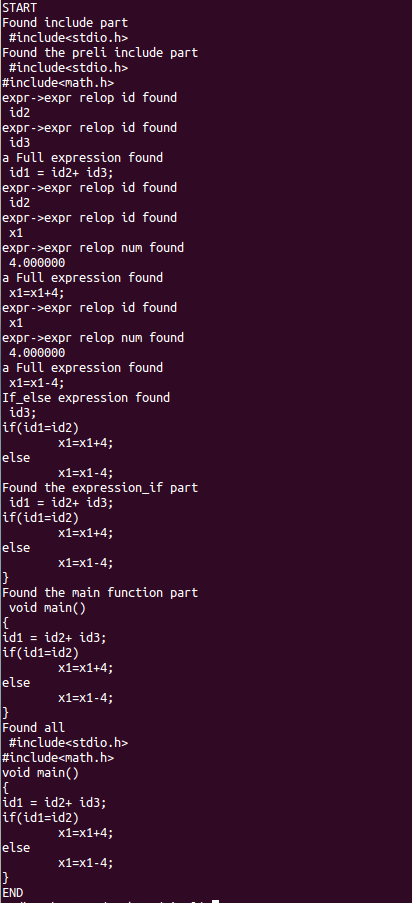 START
Found include part
 #include<stdio.h>
Found the preli include part
 #include<stdio.h>
#include<math.h>
expr->expr relop id found
 id2
expr->expr relop id found
 id3
a Full expression found
 id1 = id2+ id3;
expr->expr relop id found
 id2
expr->expr relop id found
 x1
expr->expr relop num found
 4.000000
a Full expression found
 x1=x1+4;
expr->expr relop id found
 x1
expr->expr relop num found
 4.000000
a Full expression found
 x1=x1-4;
If_else expression found
 id3;
if(id1=id2)
        x1=x1+4;
else
        x1=x1-4;
Found the expression_if part
 id1 = id2+ id3;
if(id1=id2)
        x1=x1+4;
else
        x1=x1-4;
}
Found the main function part
 void main()
{
id1 = id2+ id3;
if(id1=id2)
        x1=x1+4;
else
        x1=x1-4;
}
Found all
 #include<stdio.h>
#include<math.h>
void main()
{
id1 = id2+ id3;
if(id1=id2)
        x1=x1+4;
else
        x1=x1-4;
}
END